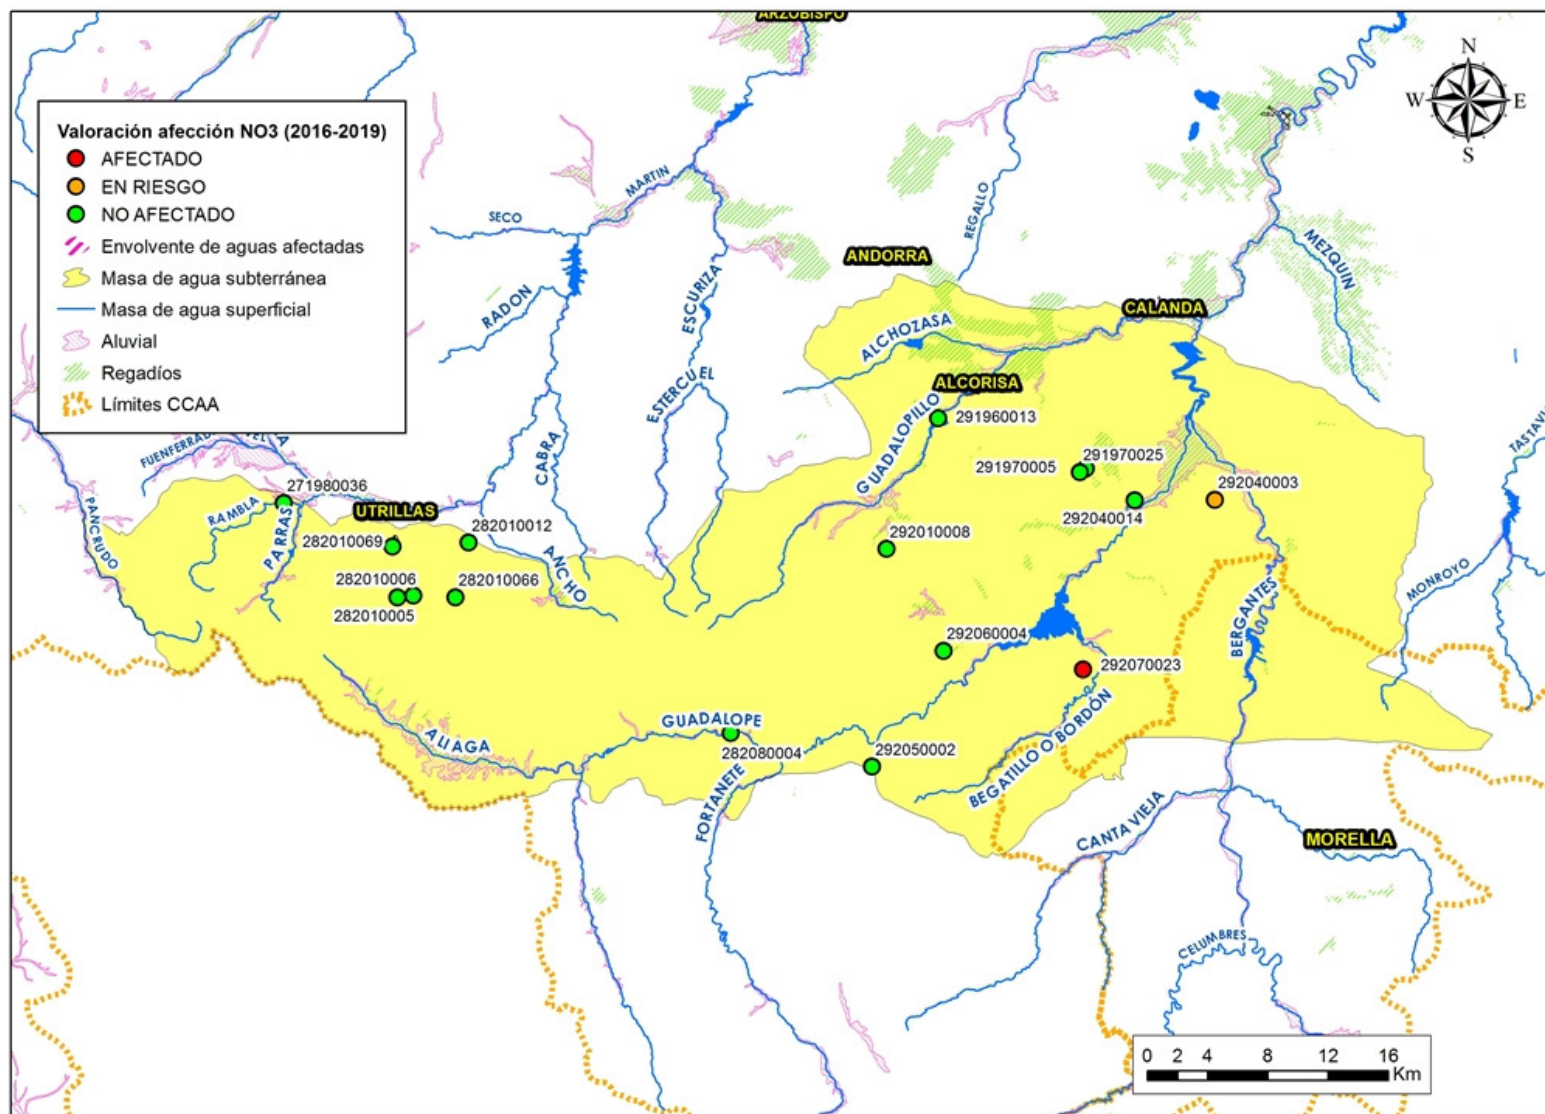 ARZOBISPO
N
W
E
S
Valoración afección NO3 (2016-2019)
AFECTADO
EN RIESGO
NO AFECTADO
Envolvente de aguas afectadas
Masa de agua subterránea
Masa de agua superficial
Aluvial
Regadíos
Límites CCAA
MARTIN
SECO
RADON
ESCURIZA
ESTERCUEL
CABRA
REGALLO
ANDORRA
ALCHOZASA
CALANDA
MEZQUIN
ALCORISA
GUADALOPILLO
291960013
291970025
291970005
292040003
292040014
292010008
TASTAVI
MONROYO
PANCRUDO
271980036
RAMBLA
PARRAS
UTRILLAS
282010012
282010069
282010006
282010066
282010005
ANCHO
BERGANTES
292060004
292070023
GUADALOPE
ALIAGA
282080004
292050002
BEGATILLO O BORDÓN
FORTANETE
CANTAVIEJA
MORELLA
CELUMBRES
0 2 4 8 12 16
Km